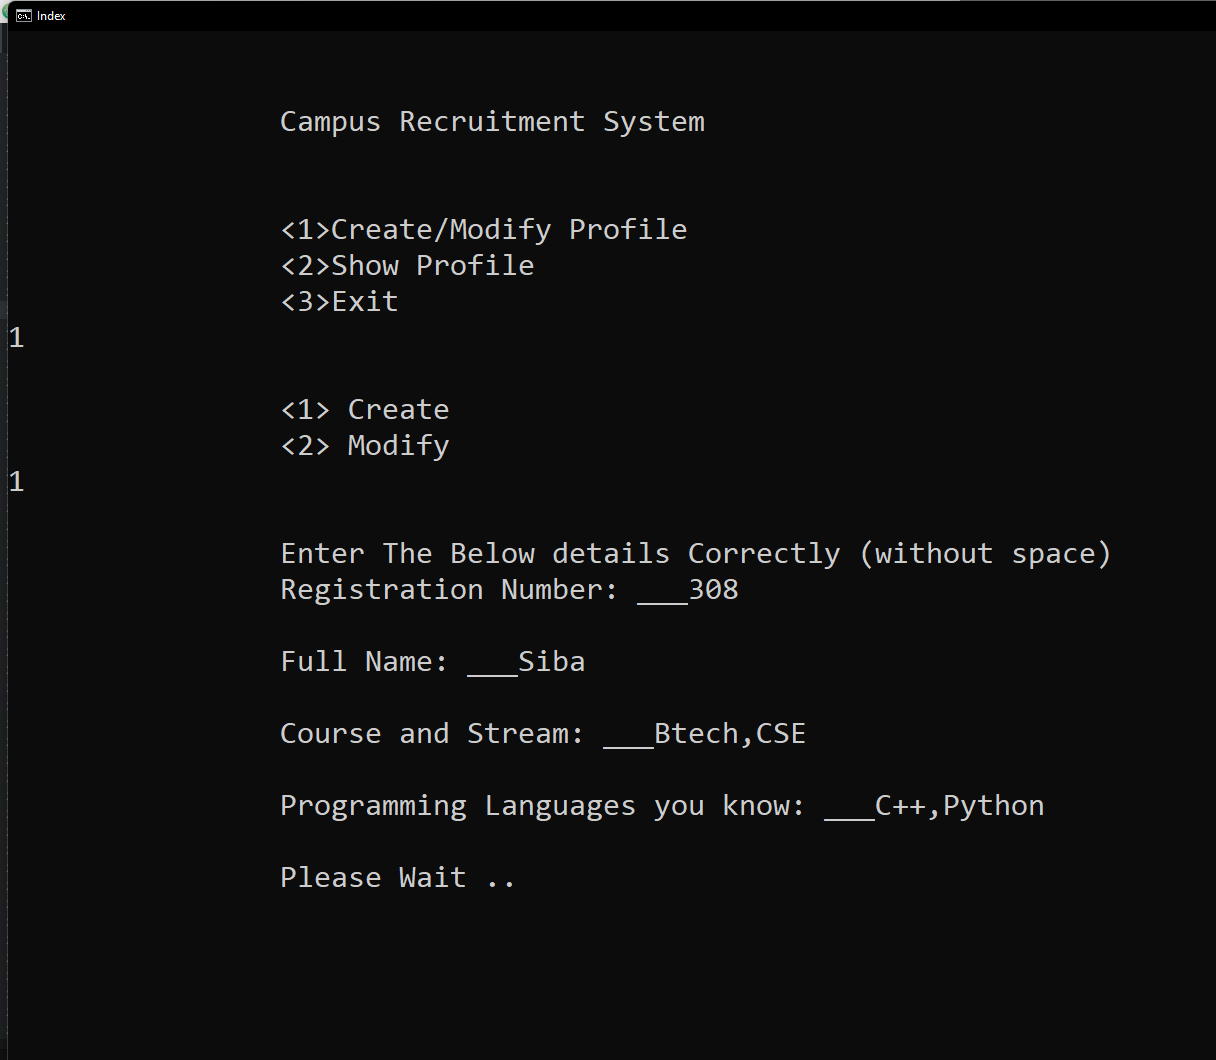 Index
Campus Recruitment System
<1>Create/Modify Profile
<2>Show Profile
<3>Exit
1
<1> Create
<2> Modify
1
Enter The Below details Correctly (without space)
Registration Number: ___308
Full Name: ___Siba
Course and Stream: ___Btech,CSE
Programming Languages you know: ___C++,Python
Please Wait ..